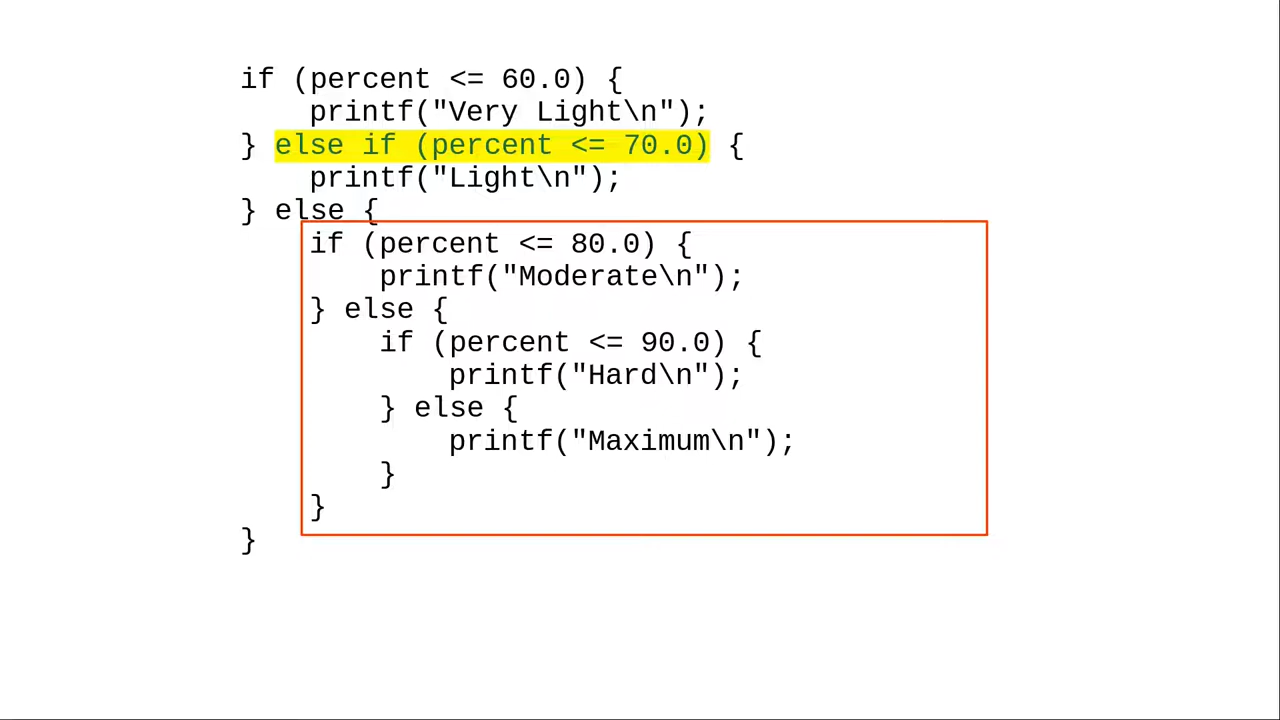 if (percent <= 60.0) {
    printf("Very Light\n");
} else if (percent <= 70.0) {
    printf("Light\n");
} else {
    if (percent <= 80.0) {
        printf("Moderate\n");
    } else {
        if (percent <= 90.0) {
            printf("Hard\n");
        } else {
            printf("Maximum\n");
        }
    }
}